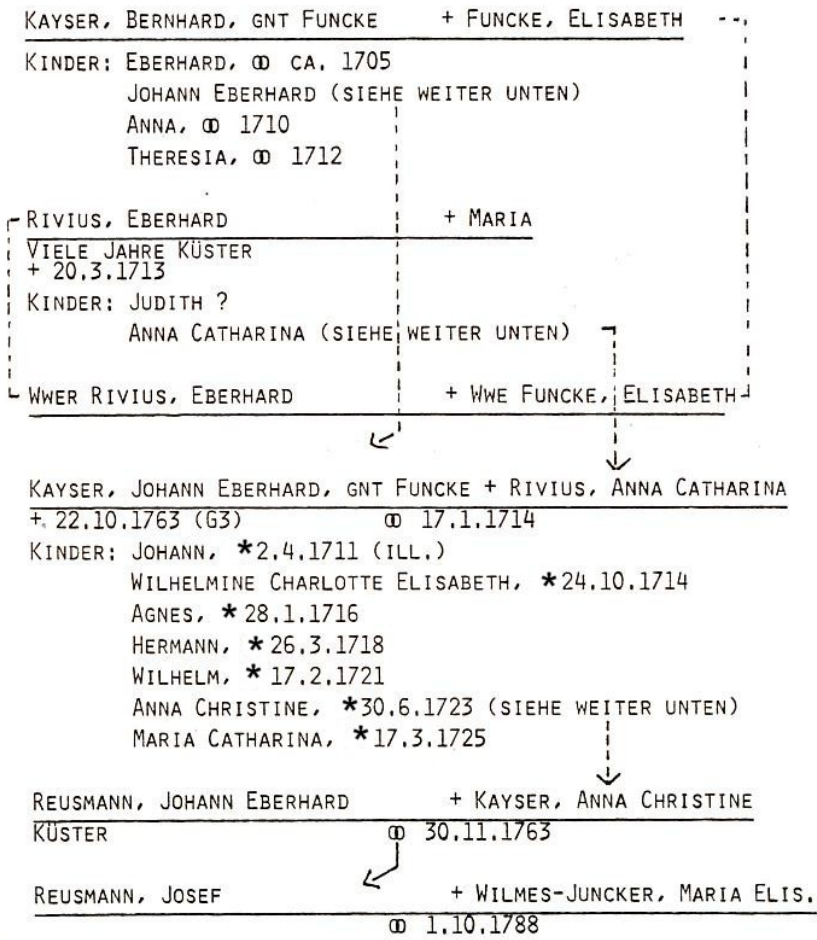 KAYSER, BERNHARD, GNT FUNCKE + FUNCKE, ELISABETH
KINDER: EBERHARD, ⚭ CA. 1705
JOHANN EBERHARD (SIEHE WEITER UNTEN)
ANNA, ⚭ 1710
THERESIA, ⚭ 1712
RIVIUS, EBERHARD + MARIA
VIELE JAHRE KÜSTER
+ 20.3.1713
KINDER: JUDITH ?
ANNA CATHARINA (SIEHE WEITER UNTEN)
WWER RIVIUS, EBERHARD + WWE FUNCKE, ELISABETH
KAYSER, JOHANN EBERHARD, GNT FUNCKE + RIVIUS, ANNA CATHARINA
+ 22.10.1763 (63) ⚭ 17.1.1714
KINDER: JOHANN, *2.4.1711 (ILL.)
WILHELMINE CHARLOTTE ELISABETH, *24.10.1714
AGNES, * 28.1.1716
HERMANN, * 26.3.1718
WILHELM, * 17.2.1721
ANNA CHRISTINE, *30.6.1723 (SIEHE WEITER UNTEN)
MARIA CATHARINA, *17.3.1725
REUSMANN, JOHANN EBERHARD + KAYSER, ANNA CHRISTINE
KÜSTER ⚭ 30.11.1763
REUSMANN, JOSEF + WILMES-JUNCKER, MARIA ELIS.
⚭ 1.10.1788